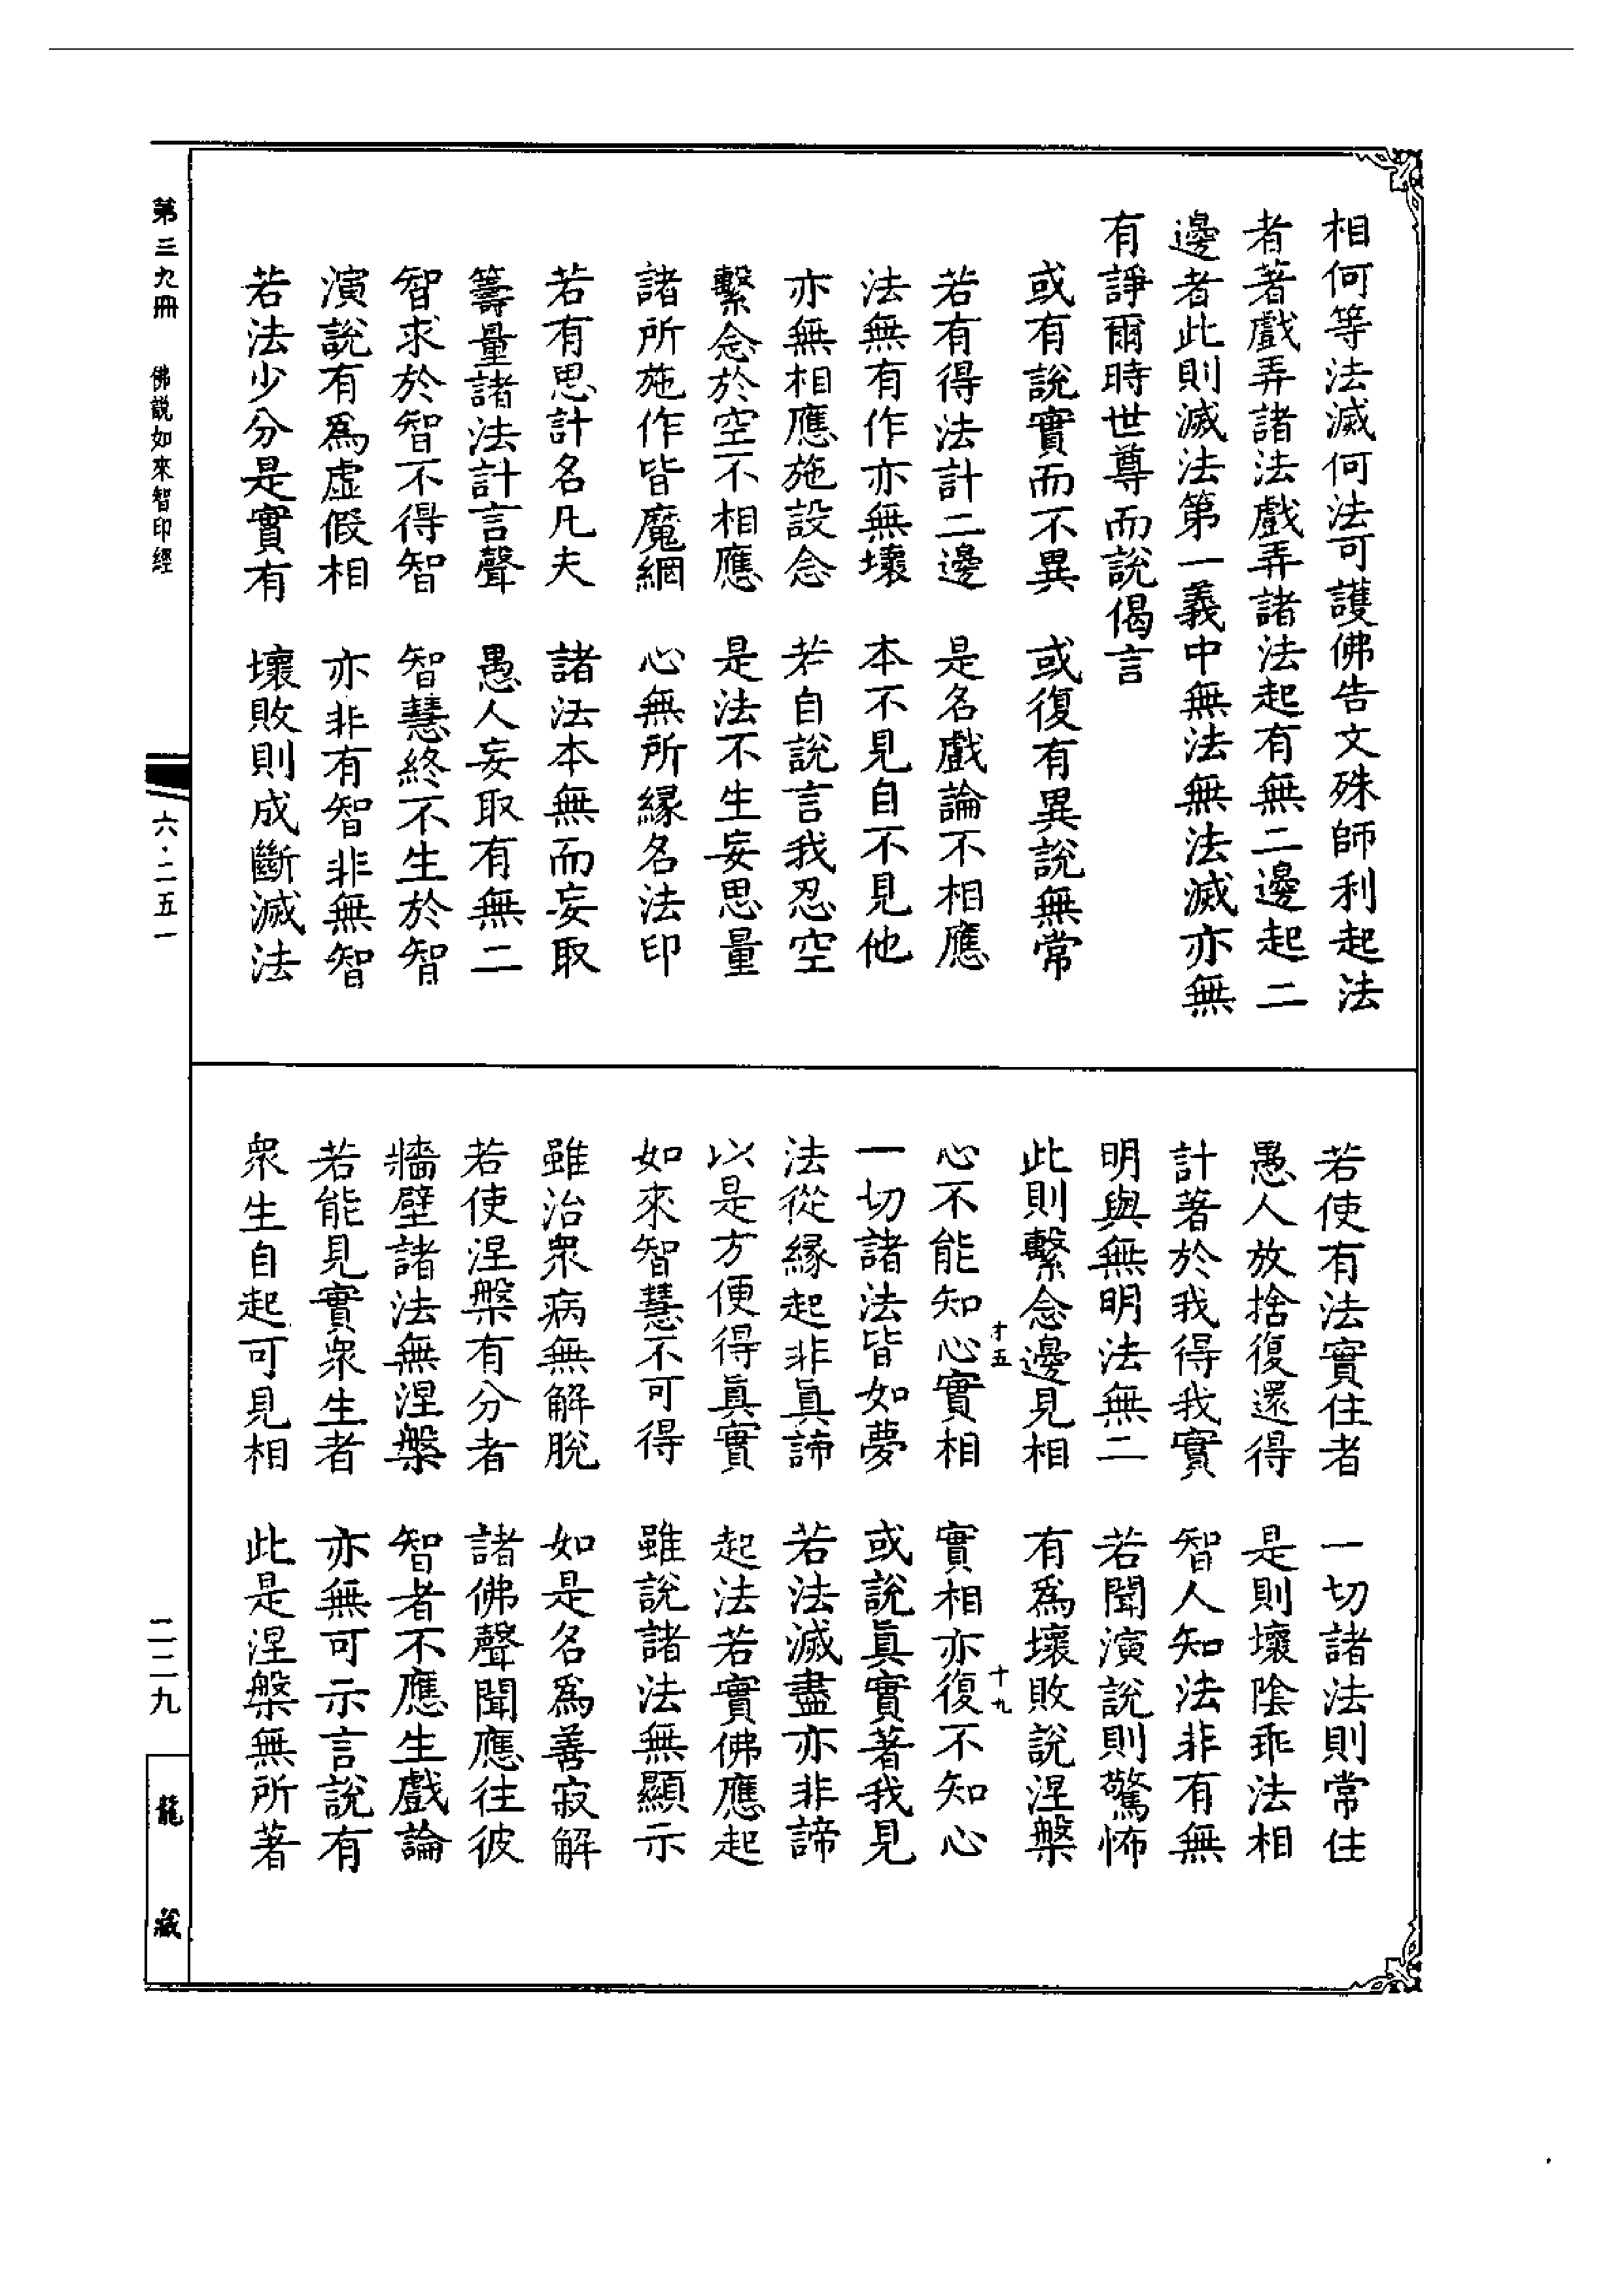 相何等法滅何法可護佛告文殊師利起法
者著戲弄諸法戲弄諸法起有無二邊起二
邊者此則滅法第一義中無法無法滅亦無
有諍爾時世尊而說偈言
或有說實而不異　或復有異說無常
若有得法計二邊　是名戲論不相應
法無有作亦無壞　本不見自不見他
亦無相應施設念　若自說言我忍空
繫念於空不相應　是法不生妄思量
諸所施作皆魔網　心無所緣名法印
若有思計名凡夫　諸法本無而妄取
籌量諸法計言聲　愚人妄取有無二
智求於智不得智　智慧終不生於智
演說有為虛假相　亦非有智非無智
若法少分是實有　壞敗則成斷滅法
若使有法實住者　一切諸法則常住
愚人放捨復還得　是則壞陰乖法相
計著於我得我實　智人知法非有無
明與無明法無二　若聞演說則驚怖
此則繫念邊見相　有為壞敗說涅槃
才五　十九
心不能知心實相　實相亦復不知心
一切諸法皆如夢　或說真實著我見
法從緣起非真諦　若法滅盡亦非諦
以是方便得真實　起法若實佛應起
如來智慧不可得　雖說諸法無顯示
雖治眾病無解脫　如是名為善寂解
若使涅槃有分者　諸佛聲聞應往彼
牆壁諸法無涅槃　智者不應生戲論
若能見實眾生者　亦無可示言說有
眾生自起可見相　此是涅槃無所著
第三九冊　佛說如來智印經
六·二五一
一二九
龍藏